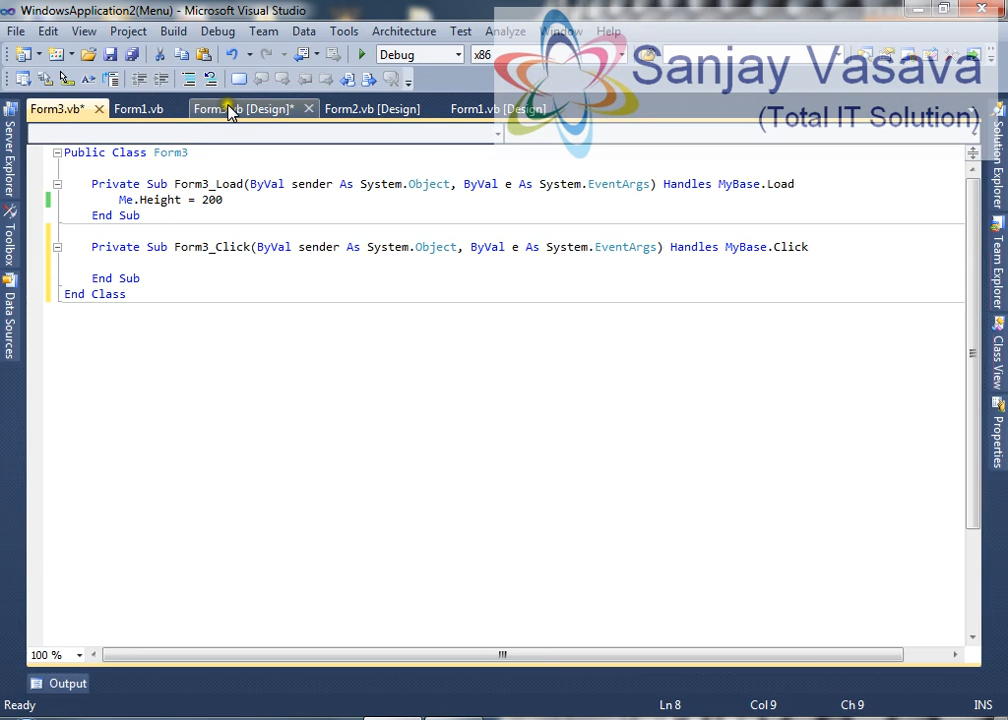 WindowsApplication2(Menu) - Microsoft Visual Studio
File Edit View Project Build Debug Team Data Tools Architecture Test Analyze Window Help
Debug x86
Sanjay Vasava
(Total IT Solution)
Form3.vb* Form1.vb [Design]* Form2.vb [Design] Form1.vb [Design]
Public Class Form3
Private Sub Form3_Load(ByVal sender As System.Object, ByVal e As System.EventArgs) Handles MyBase.Load
Me.Height = 200
End Sub
Private Sub Form3_Click(ByVal sender As System.Object, ByVal e As System.EventArgs) Handles MyBase.Click
End Sub
End Class
Server Explorer
Toolbox
Data Sources
Solution Explorer
Team Explorer
Class View
Properties
100 %
Output
Ready Ln 8 Col 9 Ch 9 INS